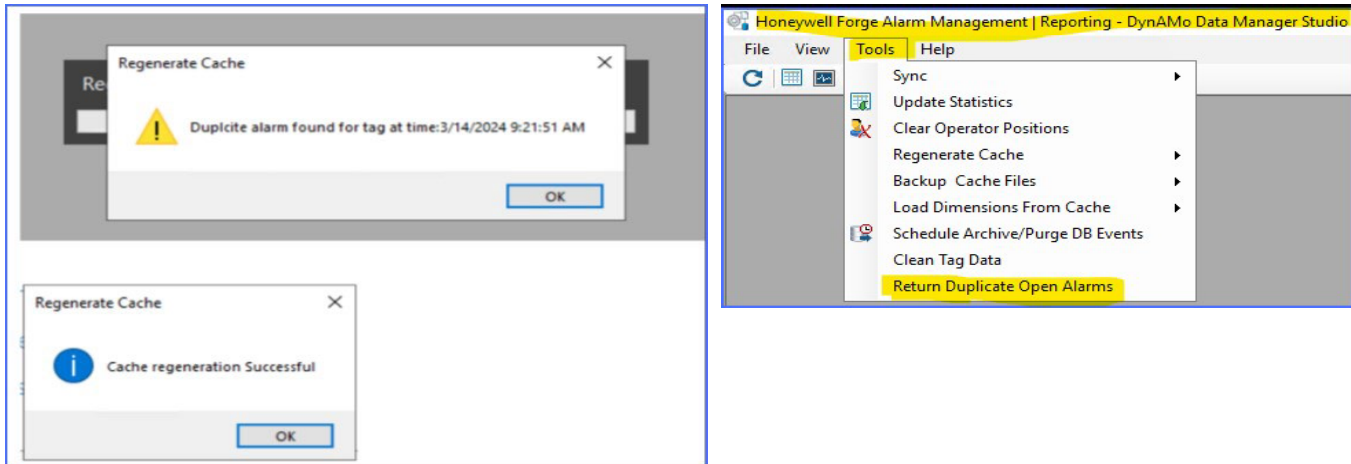 Re
Regenerate Cache
Duplcite alarm found for tag at time:3/14/2024 9:21:51 AM
OK
Regenerate Cache
Cache regeneration Successful
OK
Honeywell Forge Alarm Management | Reporting - DynAMo Data Manager Studio
File View Tools Help
Sync
Update Statistics
Clear Operator Positions
Regenerate Cache
Backup Cache Files
Load Dimensions From Cache
Schedule Archive/Purge DB Events
Clean Tag Data
Return Duplicate Open Alarms